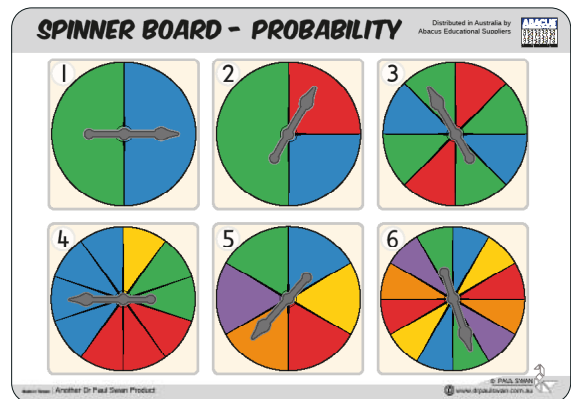 SPINNER BOARD - PROBABILITY
Distributed in Australia by
Abacus Educational Suppliers
ABACUS
1
2
3
4
5
6
Another Dr Paul Swan Product
© PAUL SWAN
www.drpaulswan.com.au